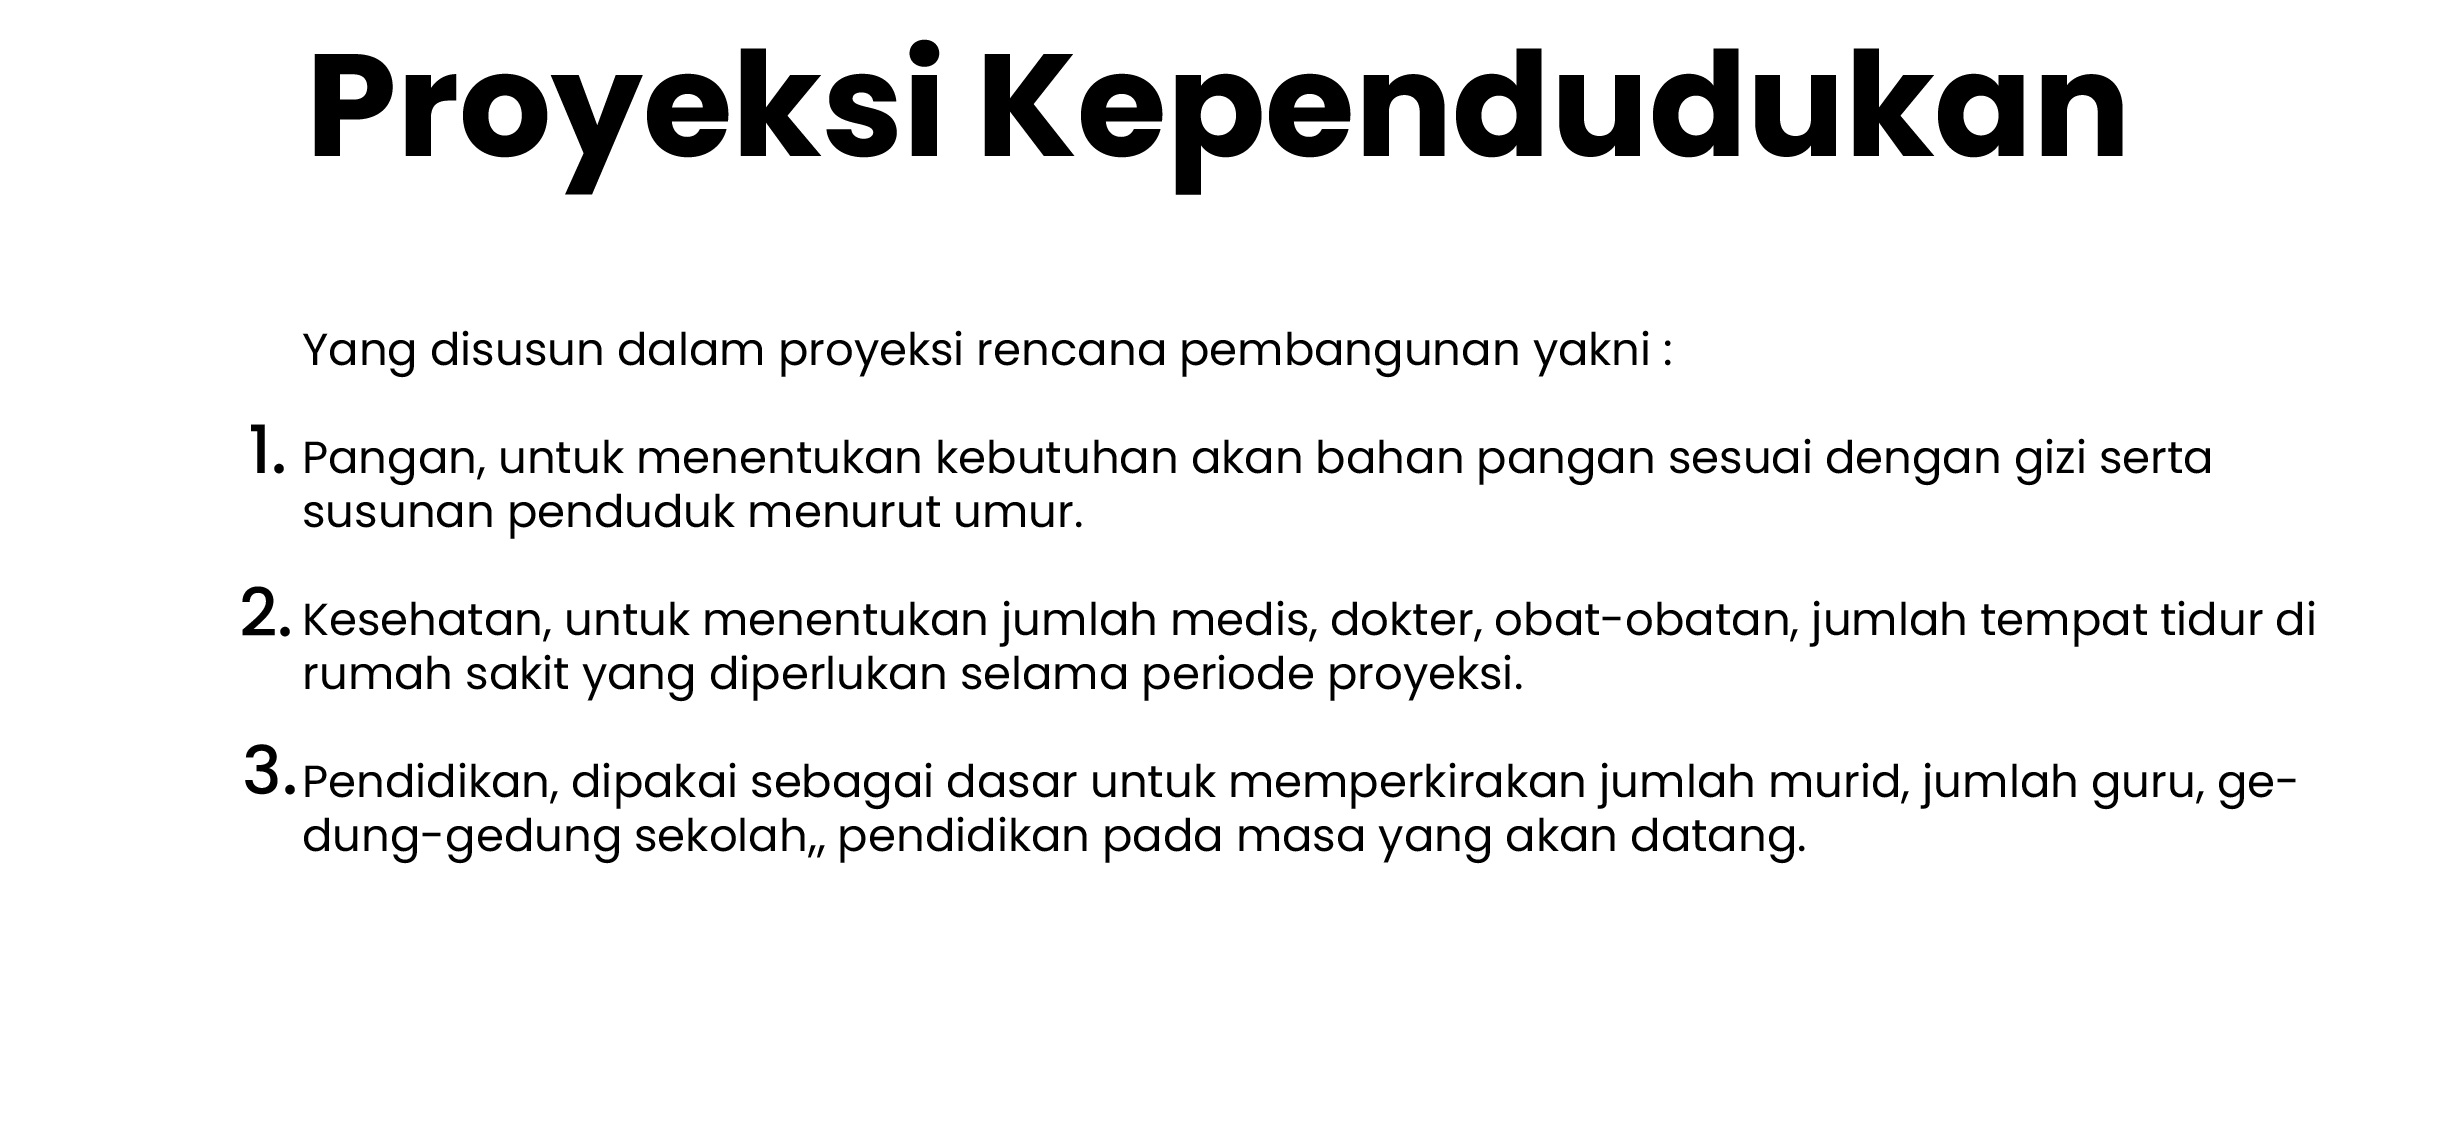 Proyeksi Kependudukan
Yang disusun dalam proyeksi rencana pembangunan yakni :
1. Pangan, untuk menentukan kebutuhan akan bahan pangan sesuai dengan gizi serta
susunan penduduk menurut umur.
2. Kesehatan, untuk menentukan jumlah medis, dokter, obat-obatan, jumlah tempat tidur di
rumah sakit yang diperlukan selama periode proyeksi.
3. Pendidikan, dipakai sebagai dasar untuk memperkirakan jumlah murid, jumlah guru, ge-
dung-gedung sekolah,, pendidikan pada masa yang akan datang.